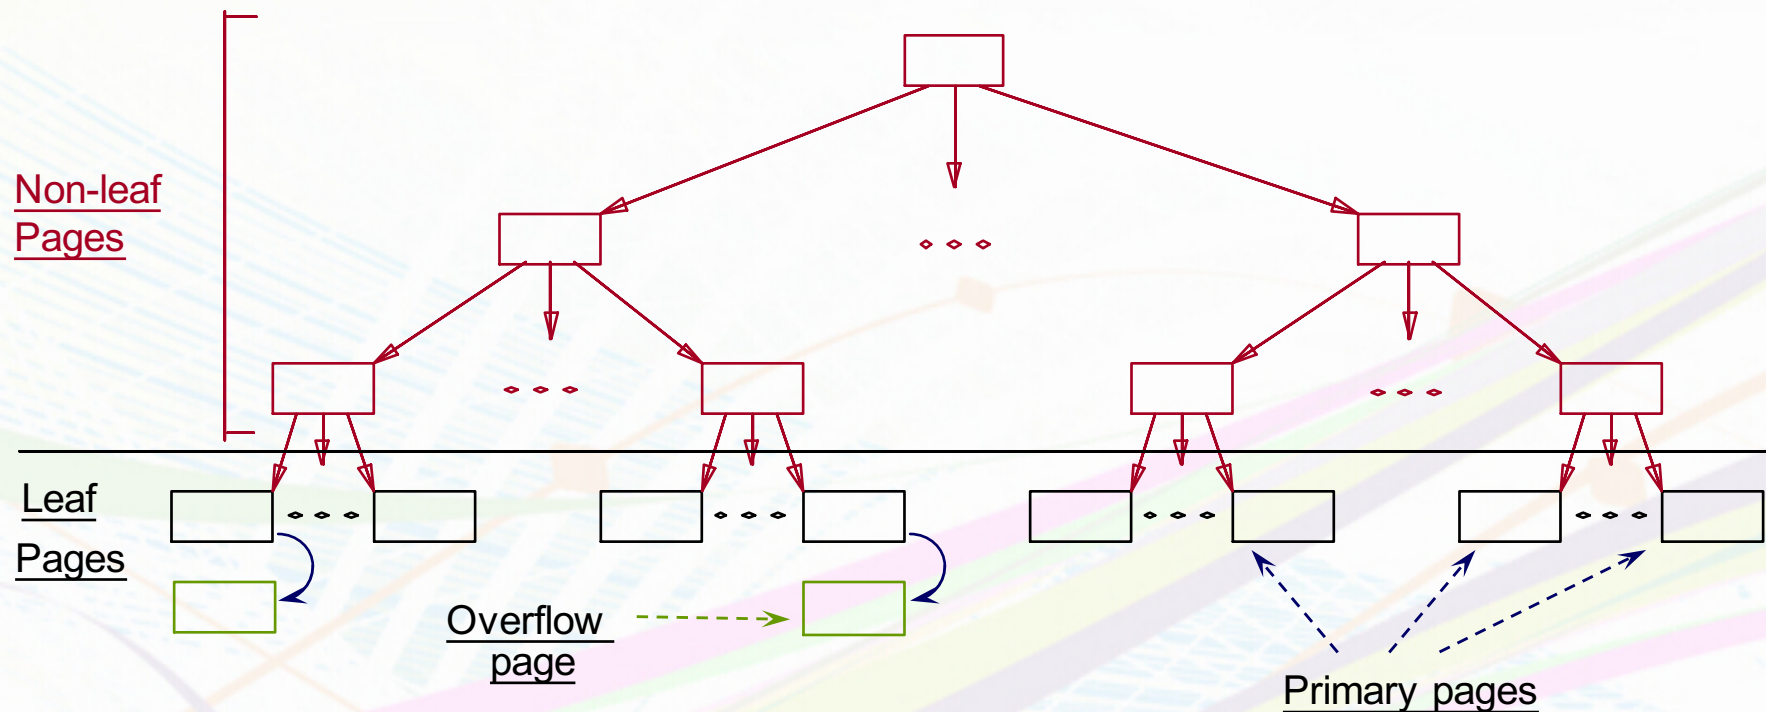 Non-leaf
Pages
Leaf
Pages
Overflow
page
Primary pages